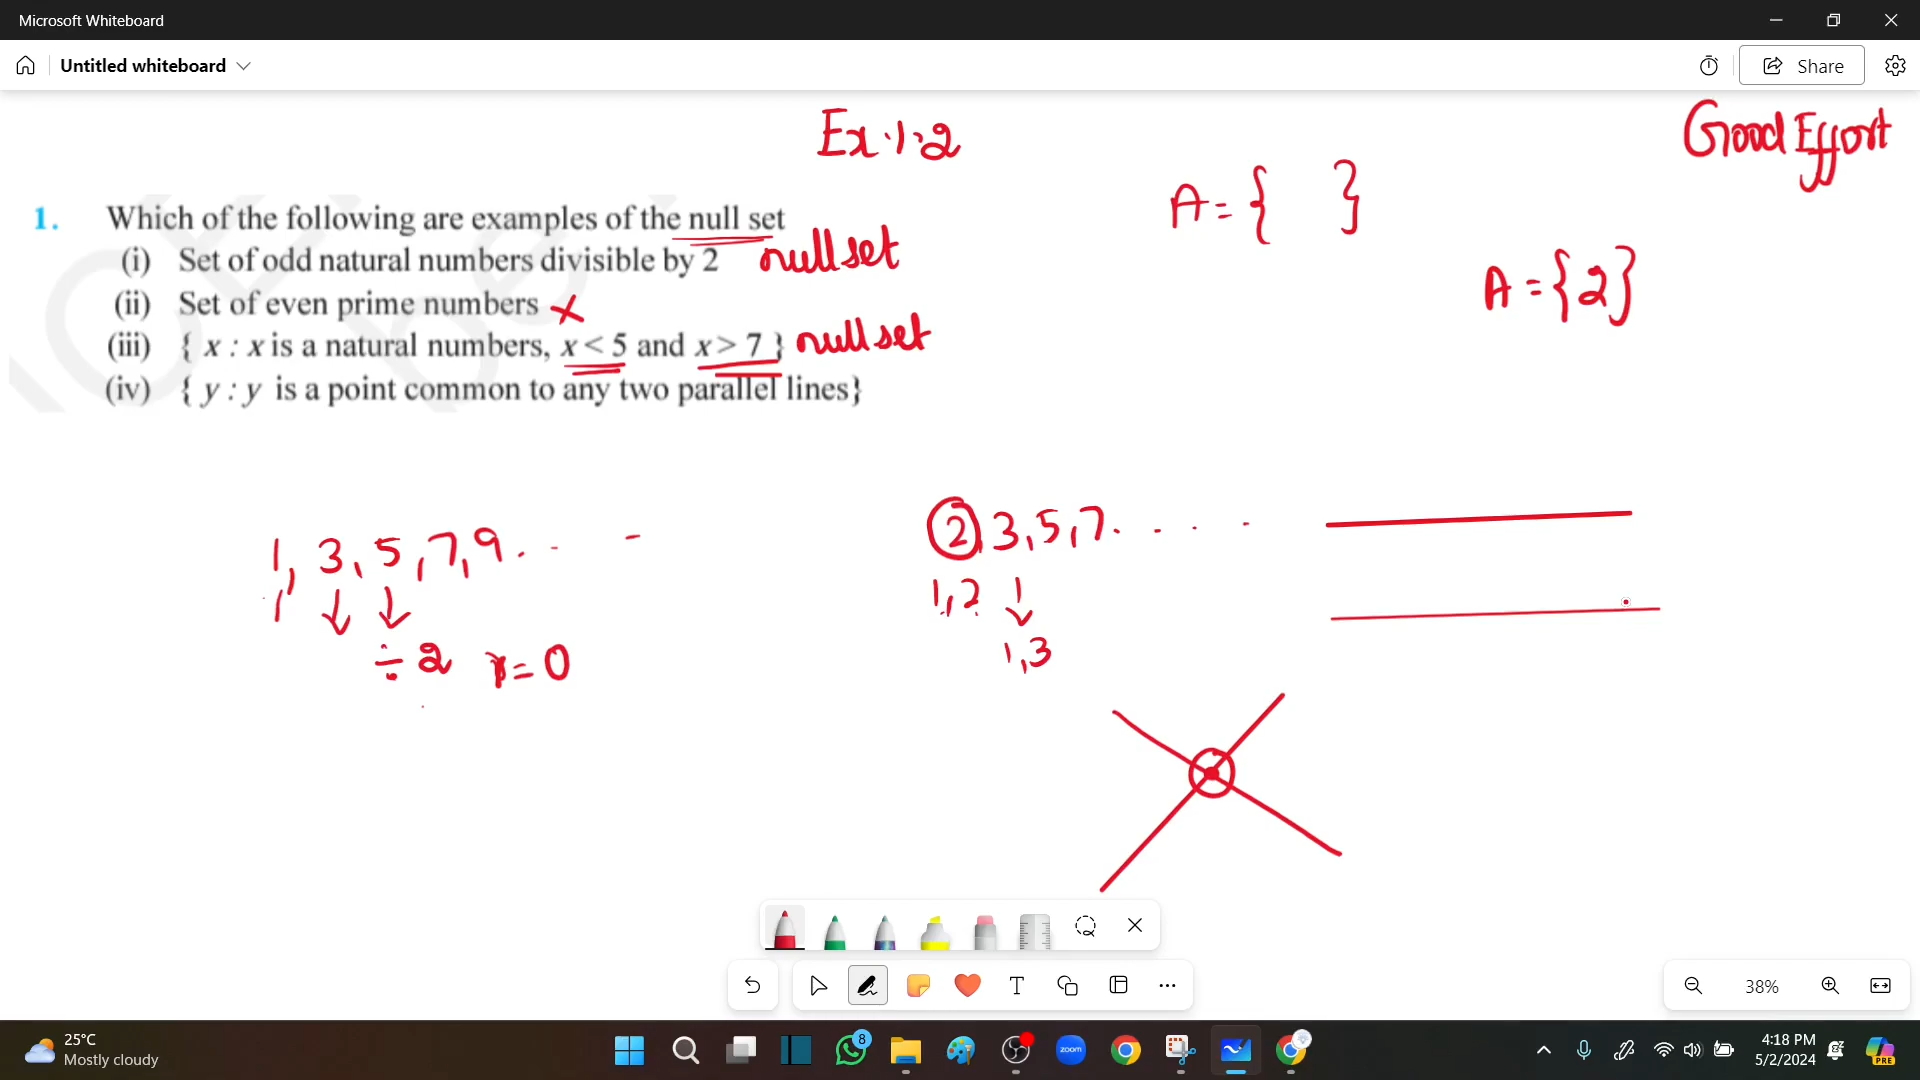 Microsoft Whiteboard
Untitled whiteboard
Share
Ex.1.2
Good Effort
A = { }
1. Which of the following are examples of the null set
(i) Set of odd natural numbers divisible by 2 null set
A = {2}
(ii) Set of even prime numbers ×
(iii) { x : x is a natural numbers, x < 5 and x > 7 } null set
(iv) { y : y is a point common to any two parallel lines}
1, 3, 5, 7, 9 . . -
2, 3, 5, 7 . . . .
1, 2
1, 3
÷ 2 r = 0
38%
25°C
Mostly cloudy
8
zoom
4:18 PM
5/2/2024
PRE